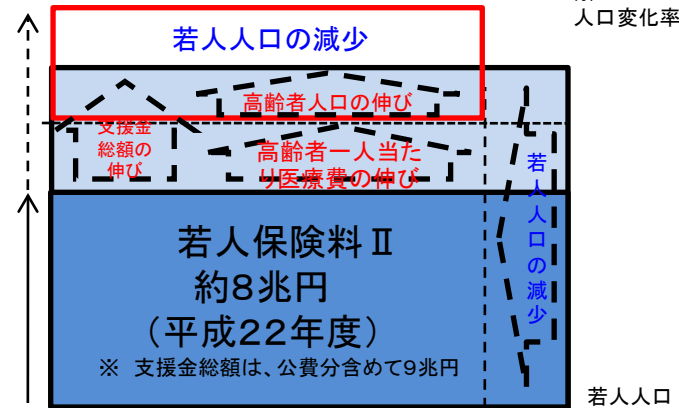 人口変化率
若人人口の減少
高齢者人口の伸び
支援金
総額の
伸び
高齢者一人当た
り医療費の伸び
若人人口の減少
若人保険料Ⅱ
約8兆円
(平成22年度)
※ 支援金総額は、公費分含めて9兆円
若人人口